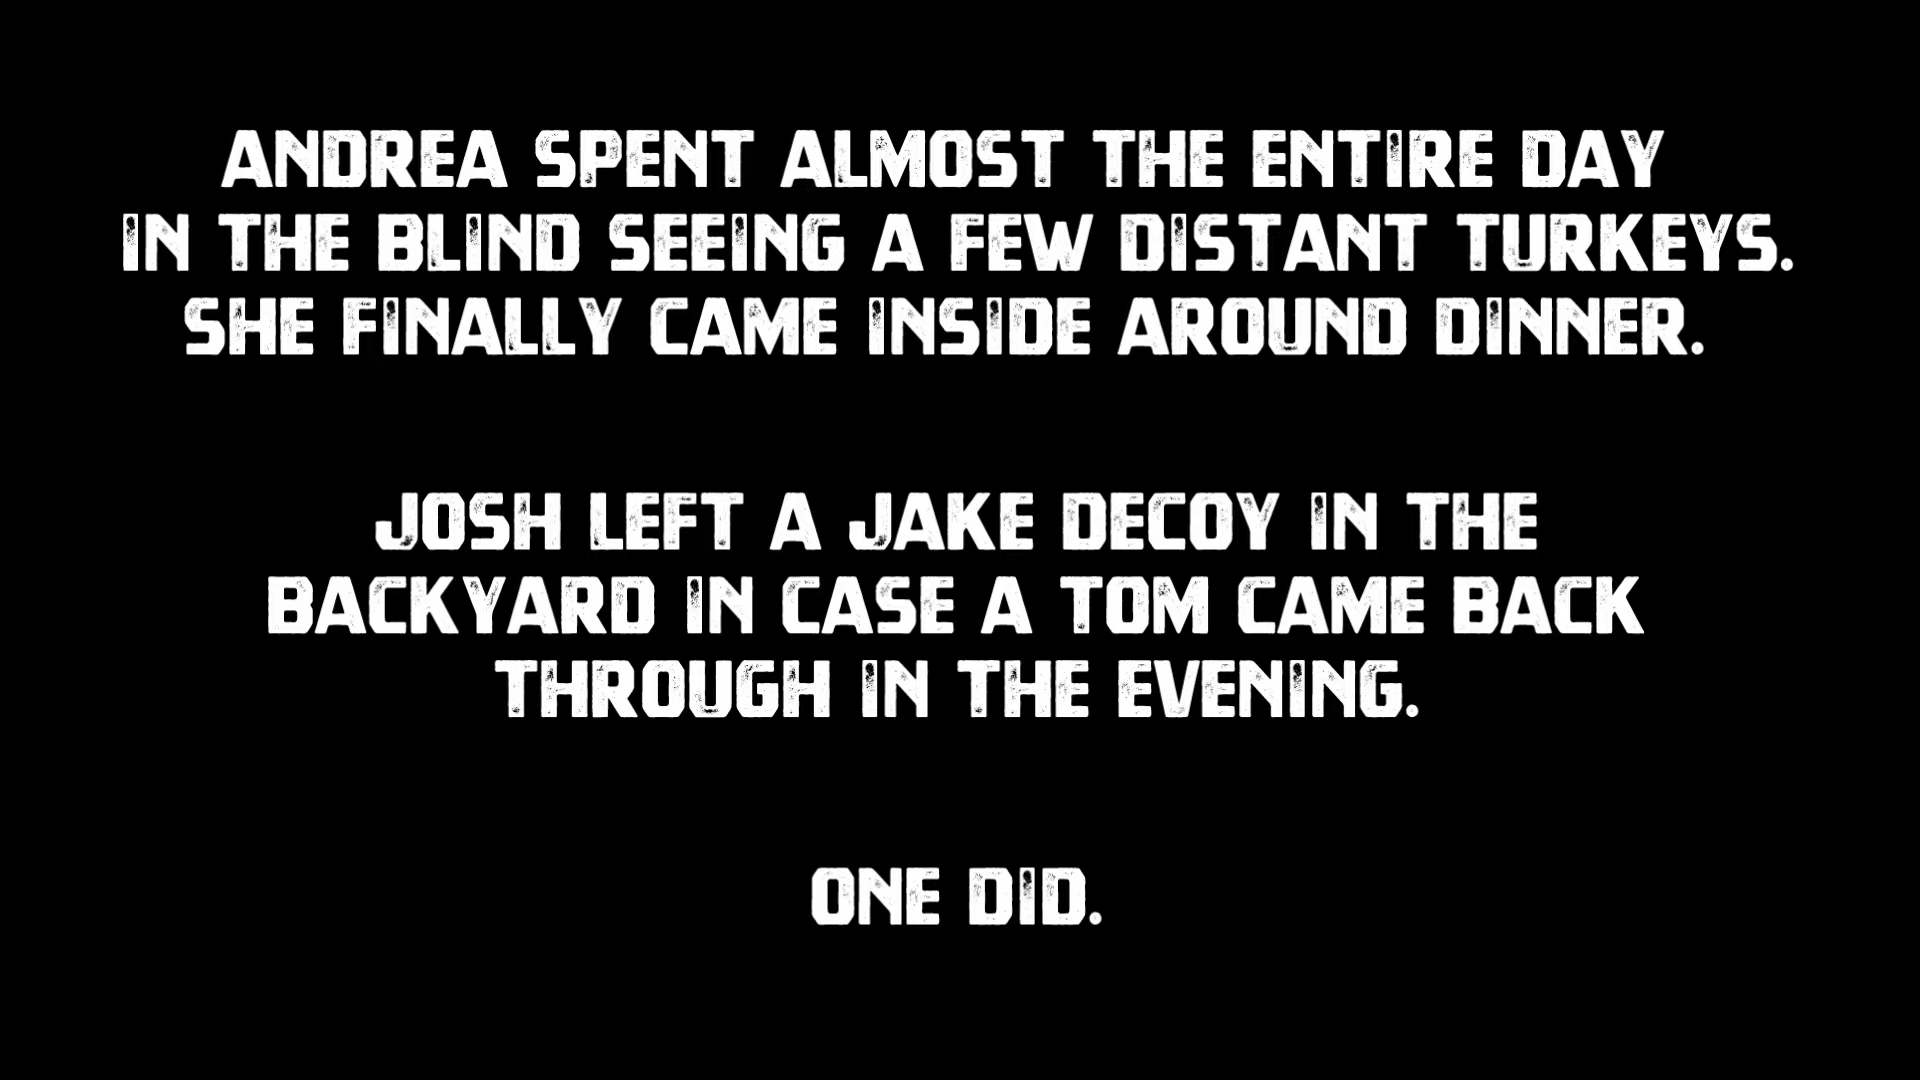 ANDREA SPENT ALMOST THE ENTIRE DAY
IN THE BLIND SEEING A FEW DISTANT TURKEYS.
SHE FINALLY CAME INSIDE AROUND DINNER.
JOSH LEFT A JAKE DECOY IN THE
BACKYARD IN CASE A TOM CAME BACK
THROUGH IN THE EVENING.
ONE DID.